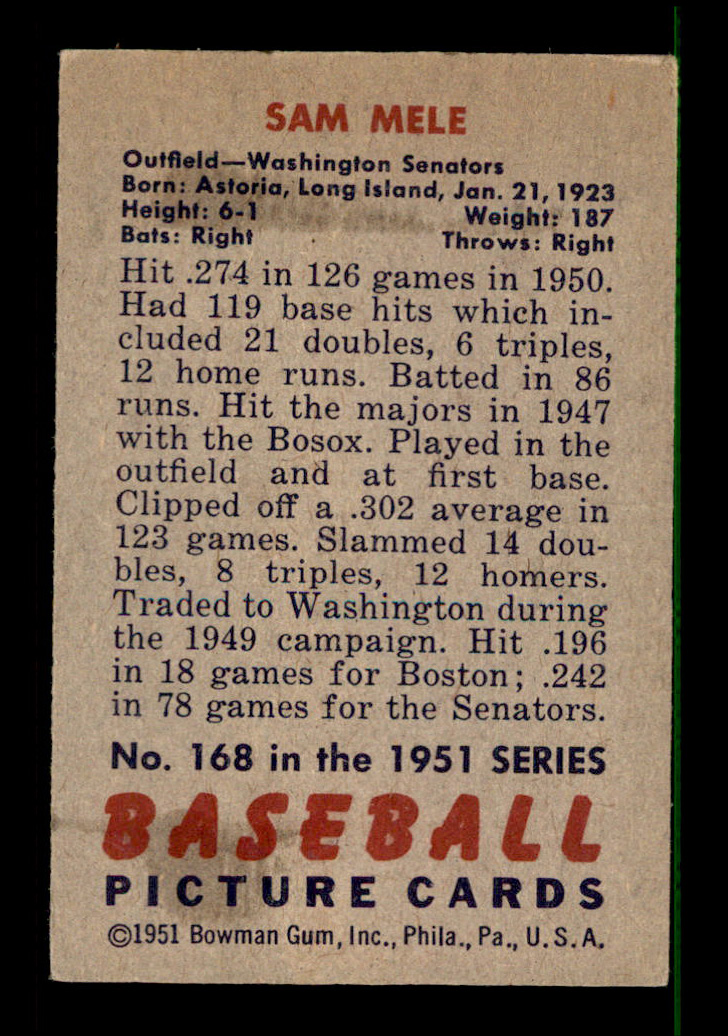 SAM MELE
Outfield—Washington Senators
Born: Astoria, Long Island, Jan. 21, 1923
Height: 6-1 Weight: 187
Bats: Right Throws: Right
Hit .274 in 126 games in 1950.
Had 119 base hits which in-
cluded 21 doubles, 6 triples,
12 home runs. Batted in 86
runs. Hit the majors in 1947
with the Bosox. Played in the
outfield and at first base.
Clipped off a .302 average in
123 games. Slammed 14 dou-
bles, 8 triples, 12 homers.
Traded to Washington during
the 1949 campaign. Hit .196
in 18 games for Boston; .242
in 78 games for the Senators.
No. 168 in the 1951 SERIES
BASEBALL
PICTURE CARDS
©1951 Bowman Gum, Inc., Phila., Pa., U.S.A.